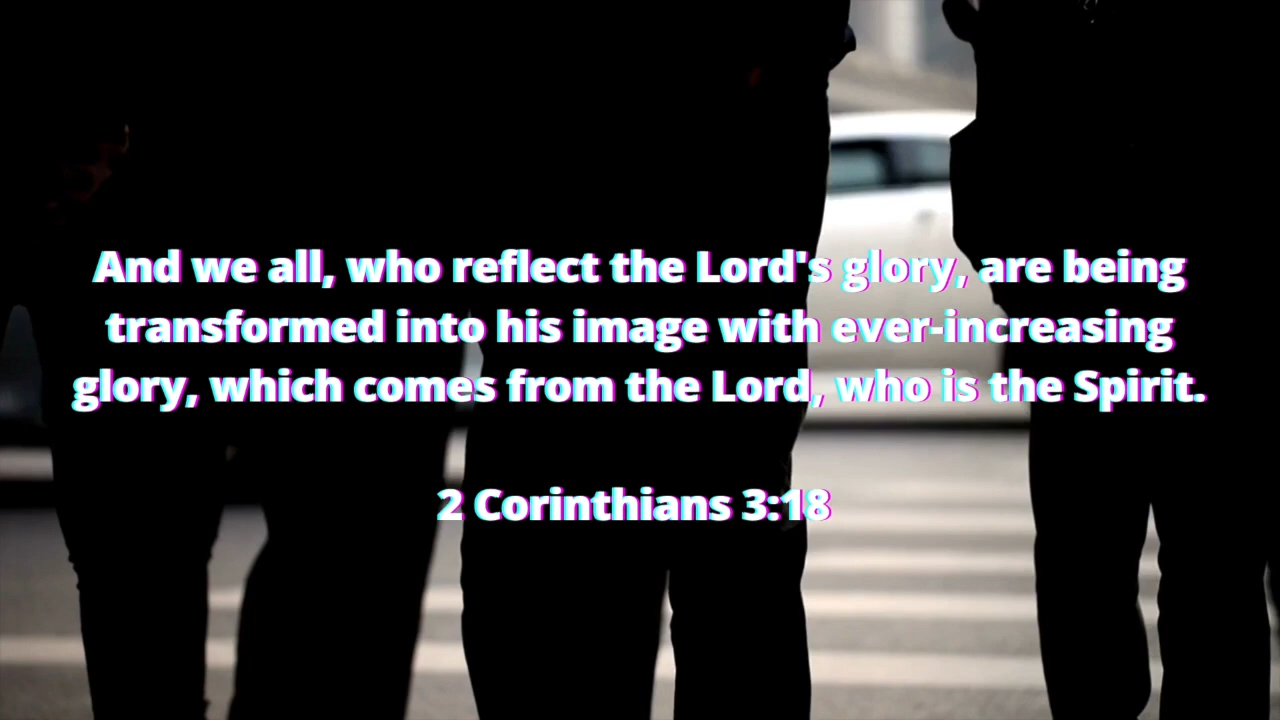 And we all, who reflect the Lord's glory, are being
transformed into his image with ever-increasing
glory, which comes from the Lord, who is the Spirit.
2 Corinthians 3:18